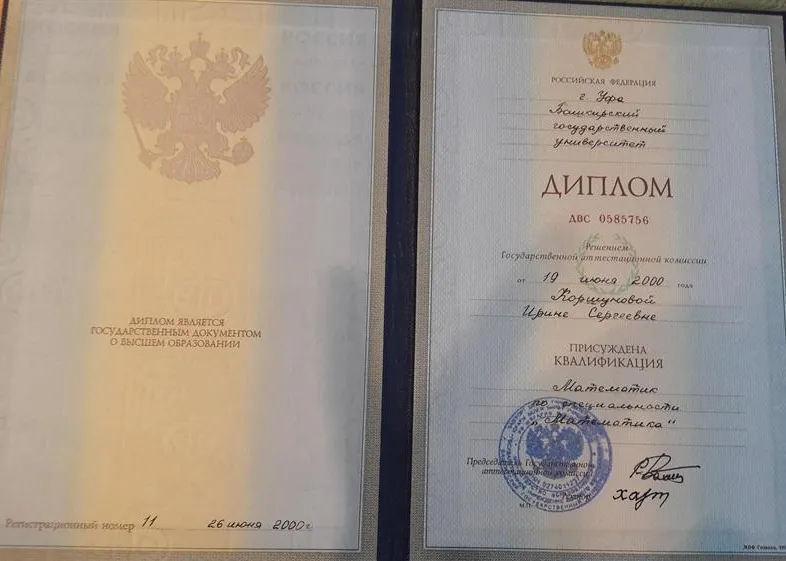 ДИПЛОМ ЯВЛЯЕТСЯ
ГОСУДАРСТВЕННЫМ ДОКУМЕНТОМ
О ВЫСШЕМ ОБРАЗОВАНИИ
Регистрационный номер 11 26 июня 2000г
РОССИЙСКАЯ ФЕДЕРАЦИЯ
г. Уфа
Башкирский
государственный
университет
ДИПЛОМ
ДВС 0585756
Решением
Государственной аттестационной комиссии
от 19 июня 2000 года
Коршуновой
Ирине Сергеевне
ПРИСУЖДЕНА
КВАЛИФИКАЦИЯ
Математик
по специальности
„Математика"
Председатель Государственной
аттестационной комиссии
Ректор
М.П.